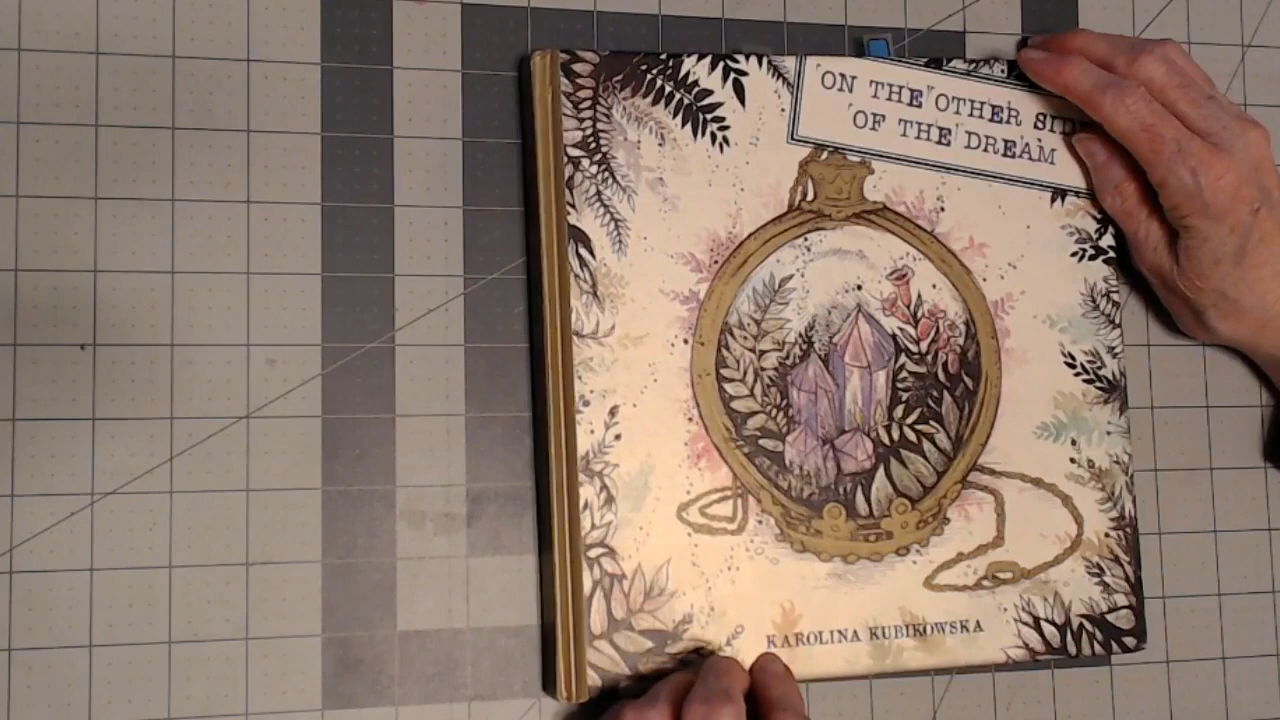 ON THE OTHER SID
OF THE DREAM
KAROLINA KUBIKOWSKA